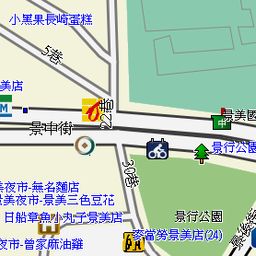 小黑果長崎蛋糕
5巷
美店
M
22巷
景美國
中
景中街
景行公園
30巷
美夜市-無名麵店
美夜市-景美三色豆花
日船章魚小丸子景美店
景行公園
夜市-曾家麻油雞
麥當勞景美店(24)
景後街